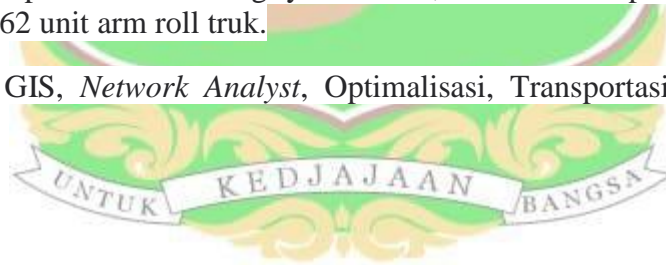 62 unit arm roll truk.
GIS, Network Analyst, Optimalisasi, Transportasi
UNTUK KEDJAJAAN BANGSA